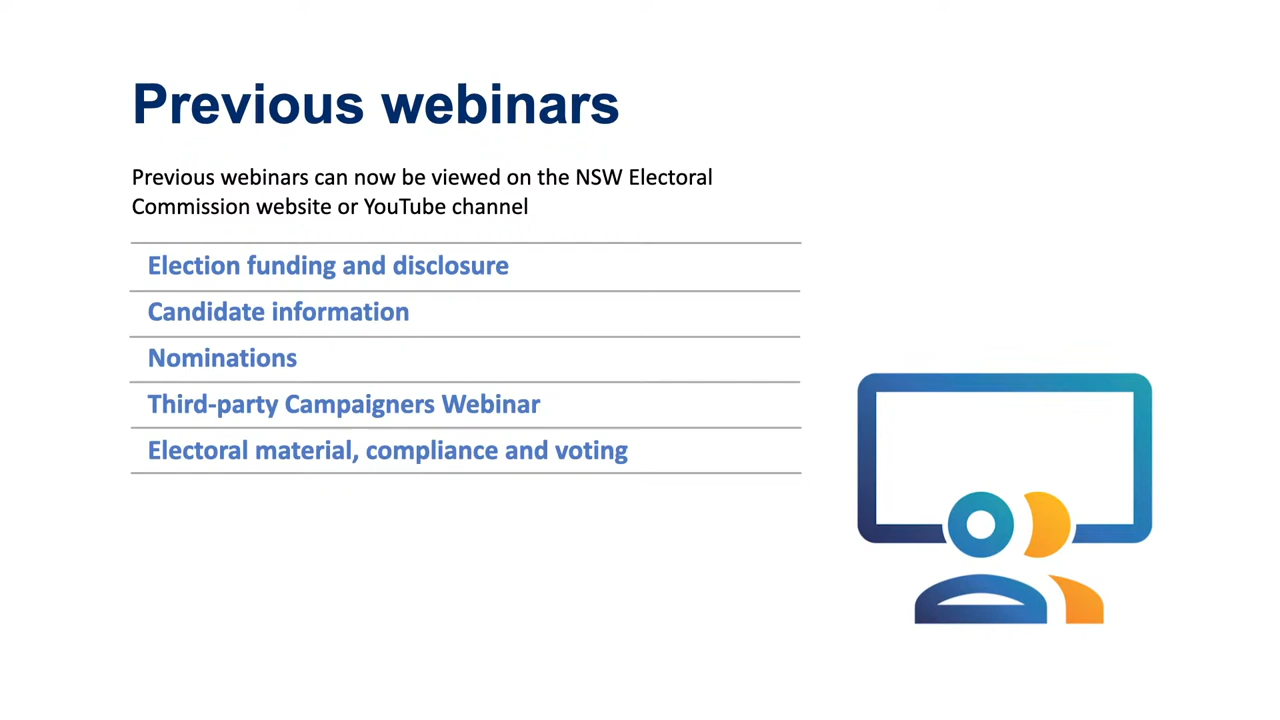 Previous webinars
Previous webinars can now be viewed on the NSW Electoral
Commission website or YouTube channel
Election funding and disclosure
Candidate information
Nominations
Third-party Campaigners Webinar
Electoral material, compliance and voting